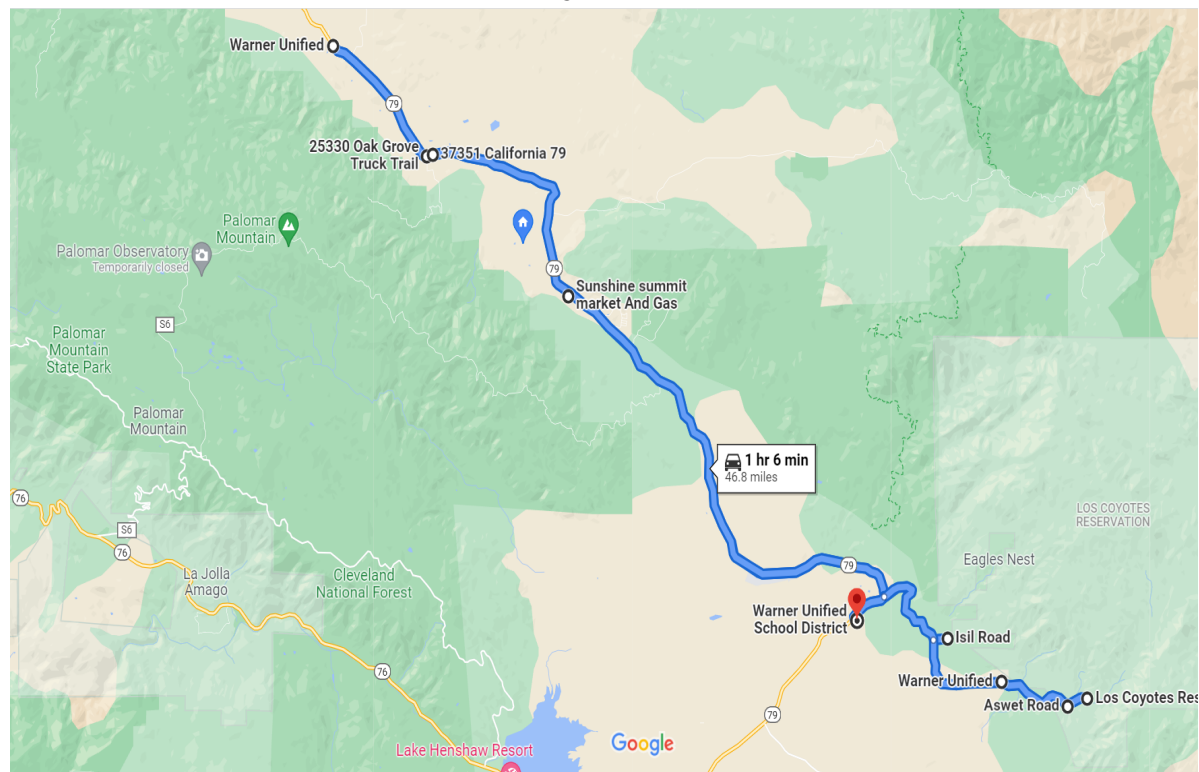 Warner Unified
79
25330 Oak Grove
Truck Trail
37351 California 79
Palomar
Mountain
Palomar Observatory
Temporarily closed
79
Sunshine summit
market And Gas
S6
Palomar
Mountain
State Park
Palomar
Mountain
1 hr 6 min
46.8 miles
76
S6
76
LOS COYOTES
RESERVATION
Eagles Nest
79
La Jolla
Amago
Cleveland
National Forest
Warner Unified
School District
Isil Road
76
Warner Unified
Aswet Road
Los Coyotes Res
79
Google
Lake Henshaw Resort